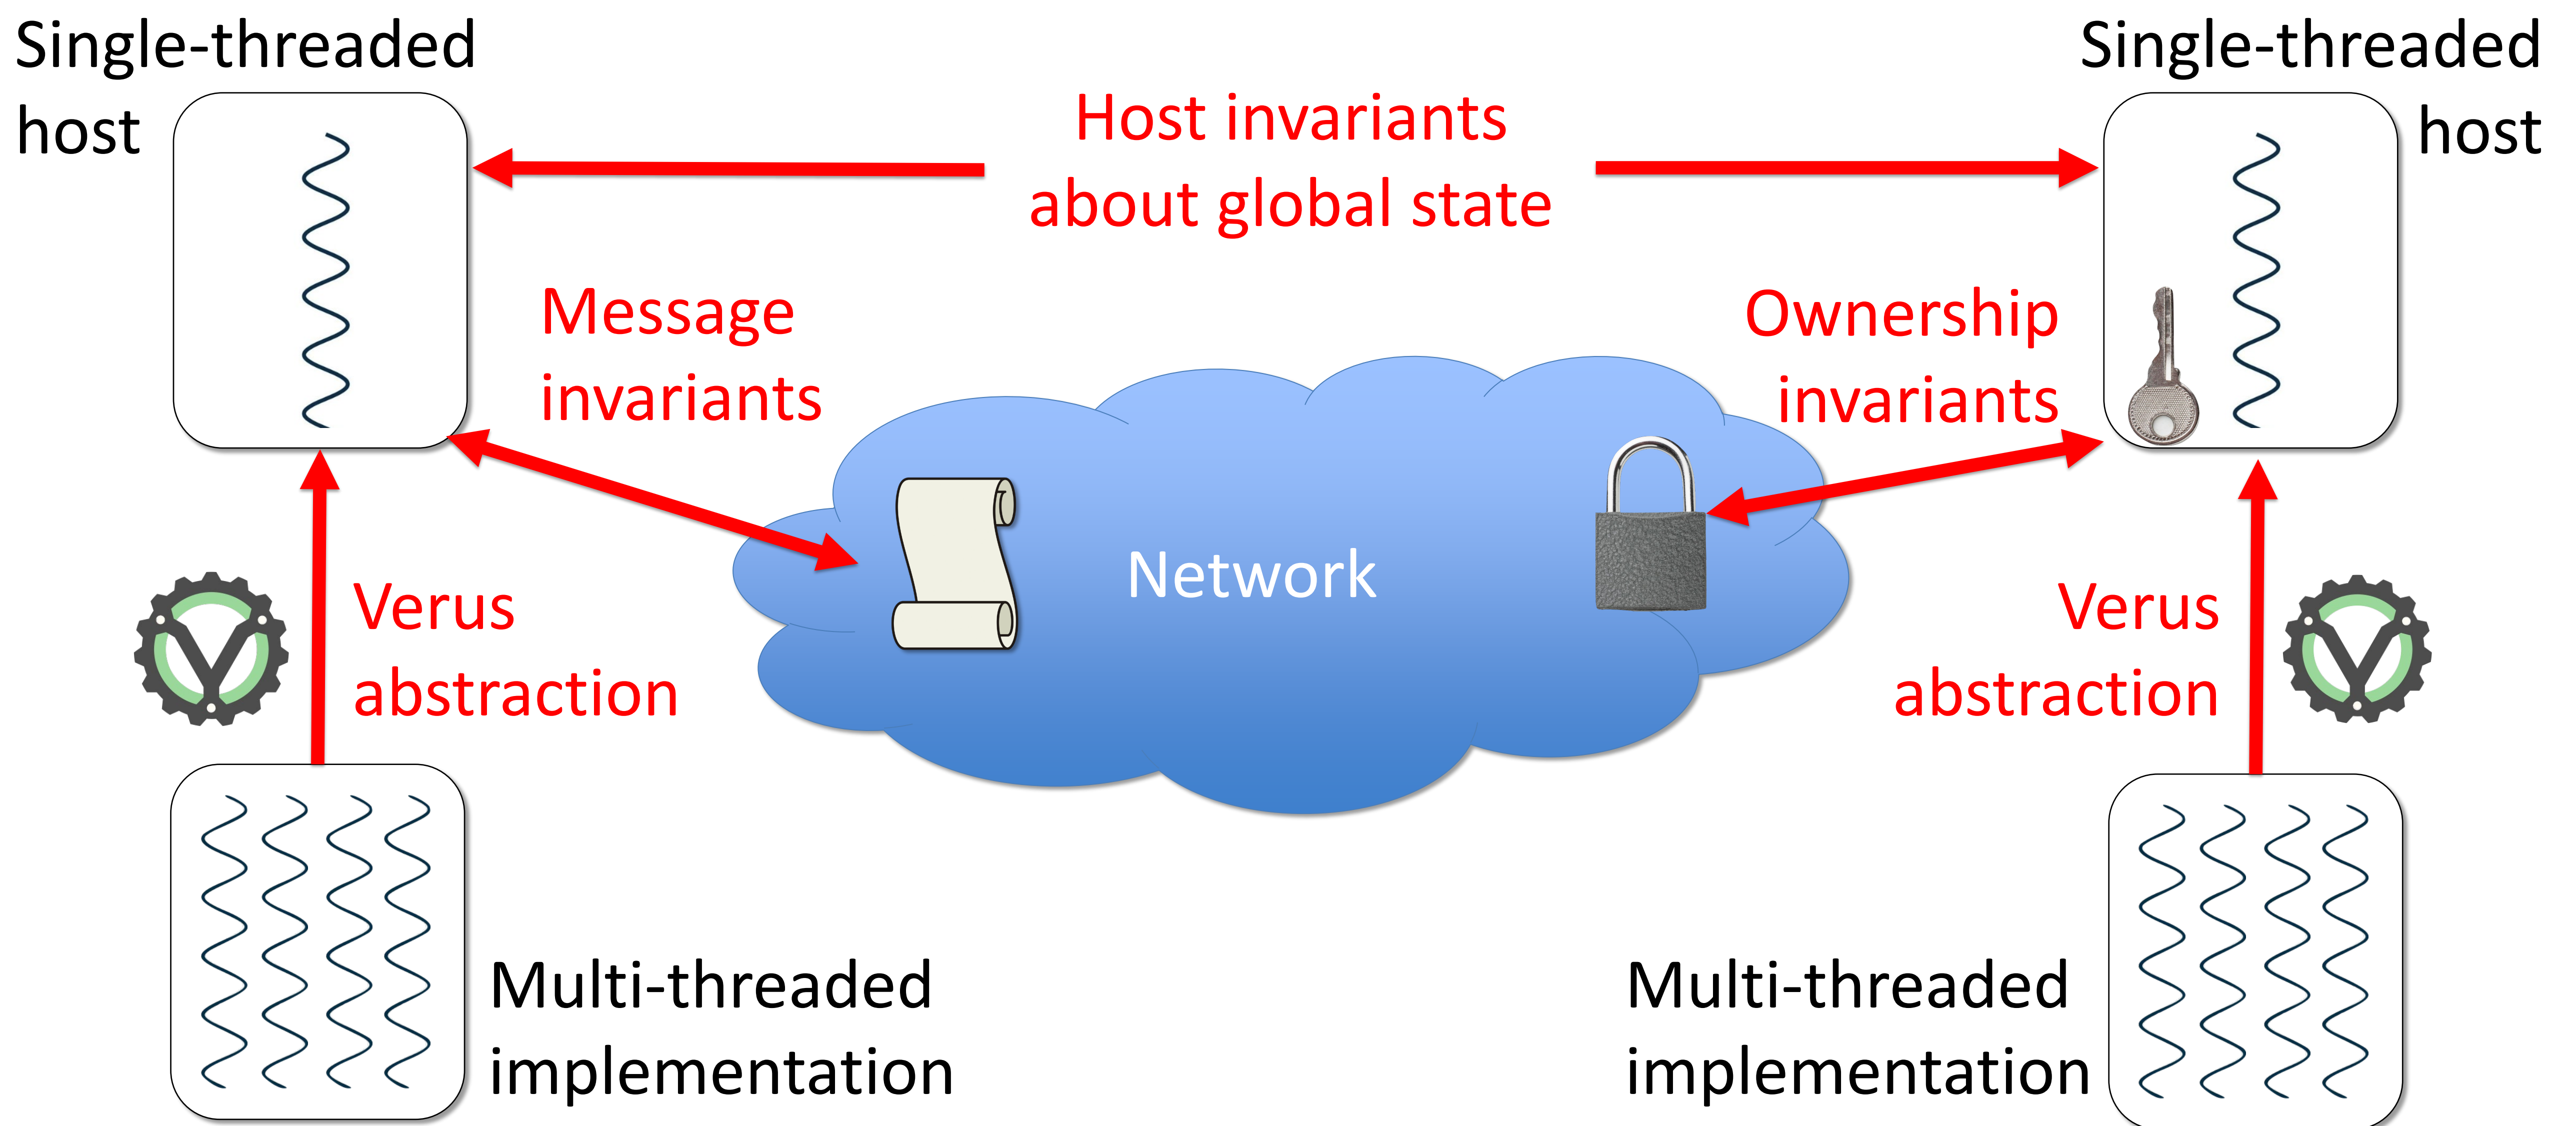 Single-threaded
host
Single-threaded
host
Host invariants
about global state
Message
invariants
Ownership
invariants
Network
Verus
abstraction
Verus
abstraction
Multi-threaded
implementation
Multi-threaded
implementation